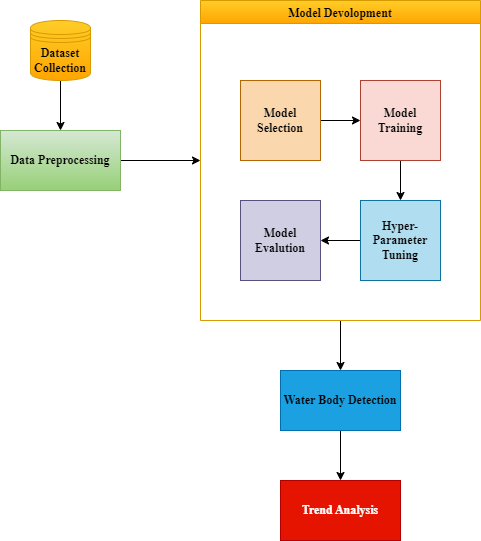 Model Devolopment
Dataset
Collection
Data Preprocessing
Model
Selection
Model
Training
Model
Evalution
Hyper-
Parameter
Tuning
Water Body Detection
Trend Analysis